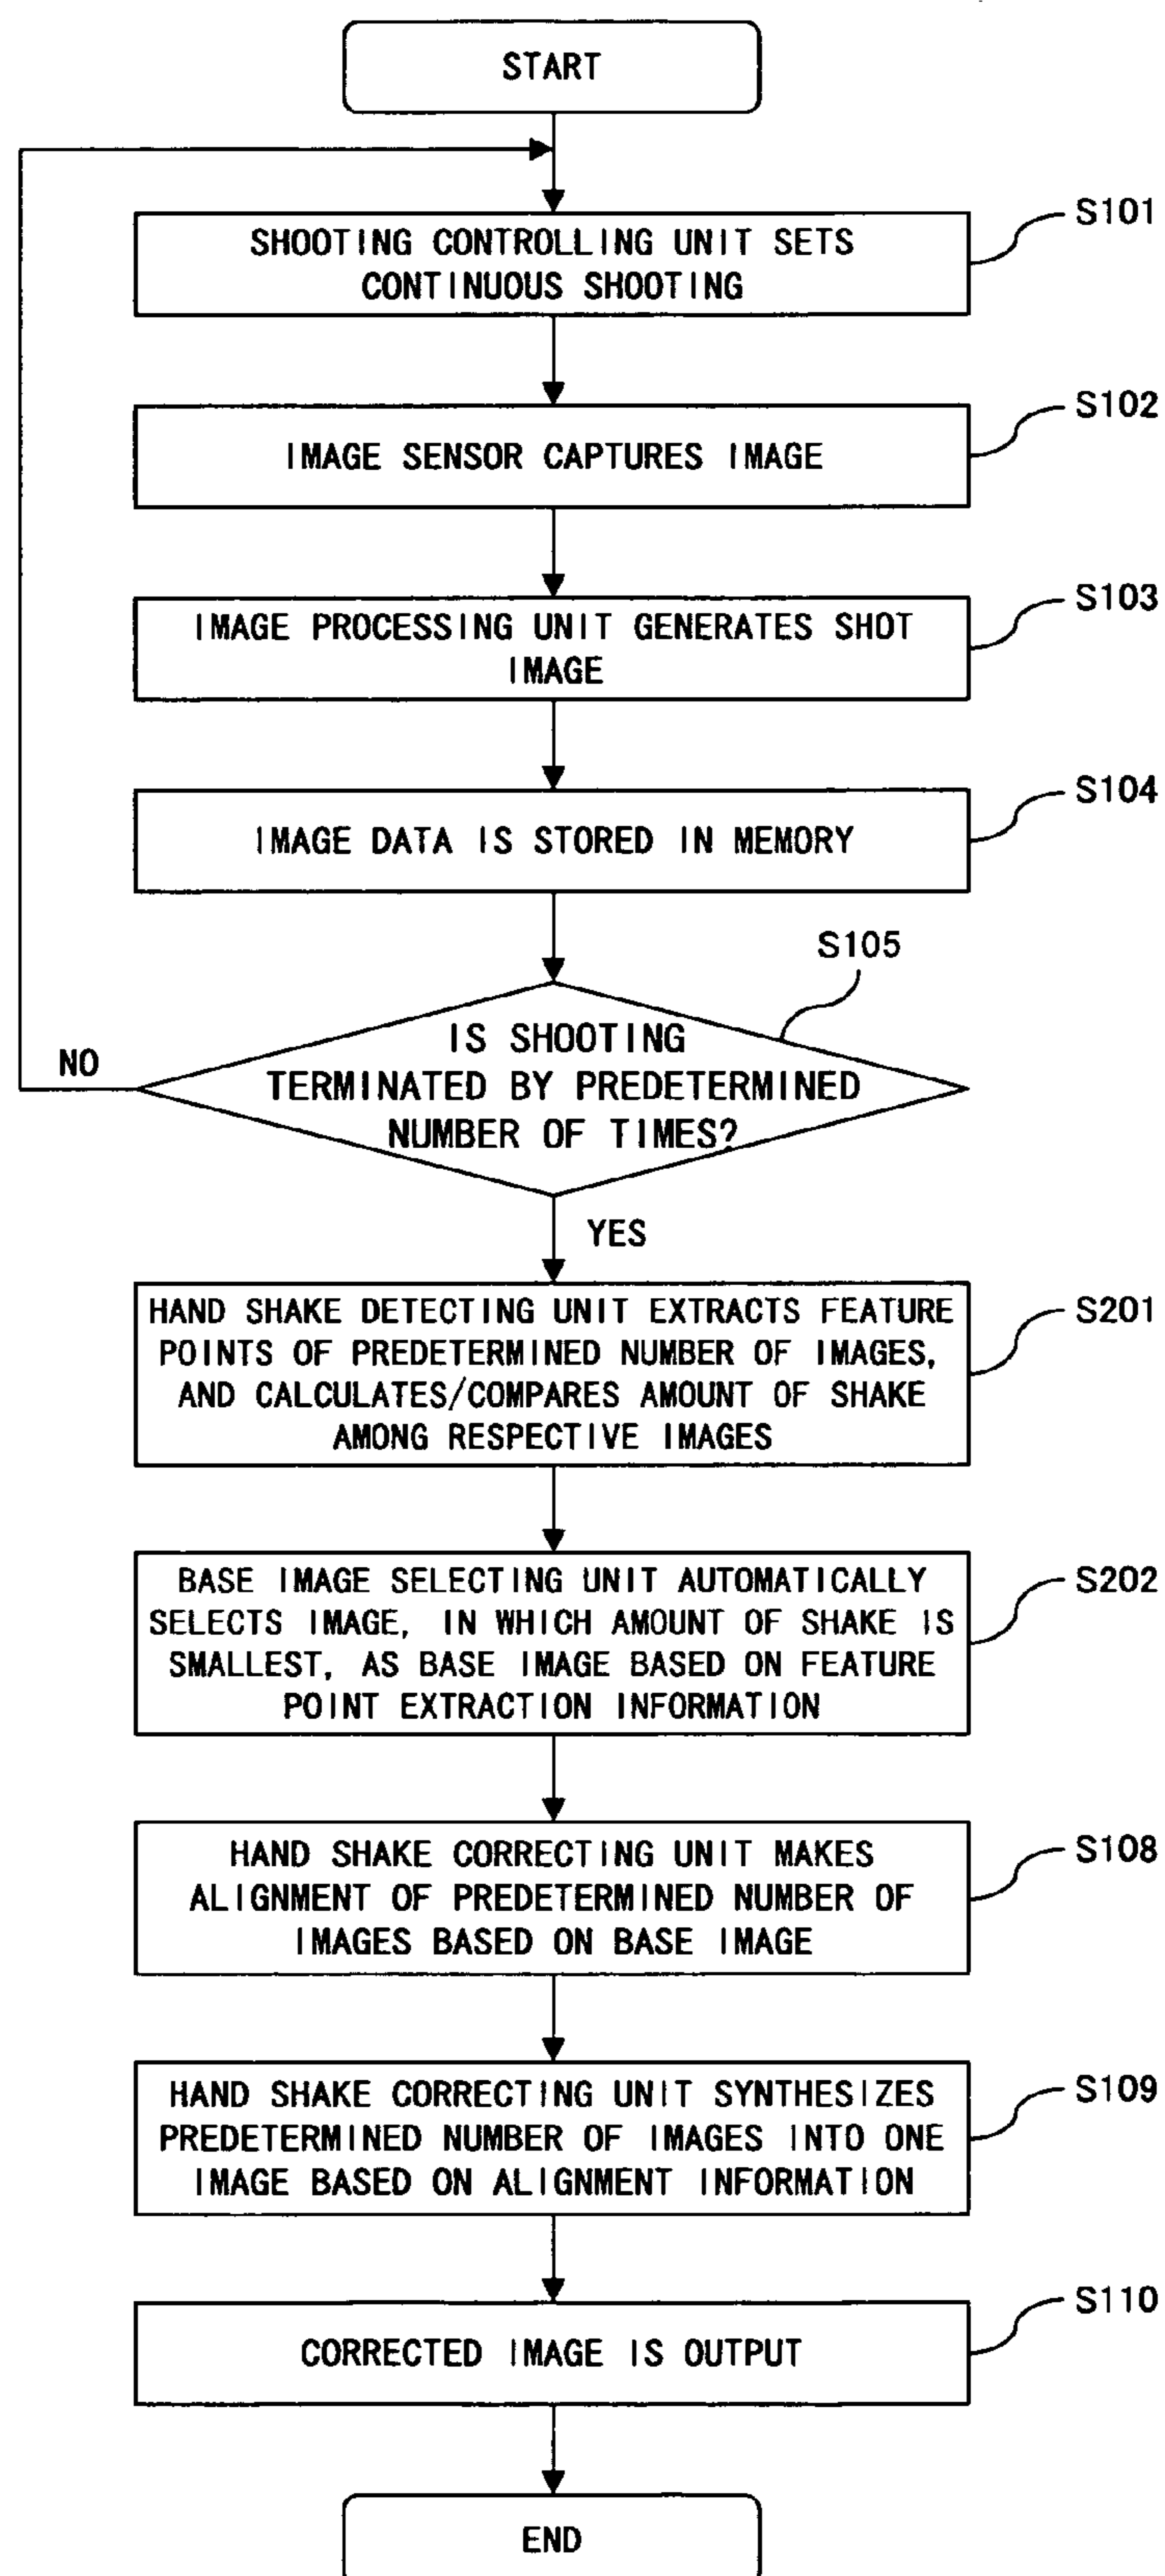 START
SHOOTING CONTROLLING UNIT SETS
CONTINUOUS SHOOTING
S101
IMAGE SENSOR CAPTURES IMAGE
S102
IMAGE PROCESSING UNIT GENERATES SHOT
IMAGE
S103
IMAGE DATA IS STORED IN MEMORY
S104
S105
IS SHOOTING
TERMINATED BY PREDETERMINED
NUMBER OF TIMES?
NO
YES
HAND SHAKE DETECTING UNIT EXTRACTS FEATURE
POINTS OF PREDETERMINED NUMBER OF IMAGES,
AND CALCULATES/COMPARES AMOUNT OF SHAKE
AMONG RESPECTIVE IMAGES
S201
BASE IMAGE SELECTING UNIT AUTOMATICALLY
SELECTS IMAGE, IN WHICH AMOUNT OF SHAKE IS
SMALLEST, AS BASE IMAGE BASED ON FEATURE
POINT EXTRACTION INFORMATION
S202
HAND SHAKE CORRECTING UNIT MAKES
ALIGNMENT OF PREDETERMINED NUMBER OF
IMAGES BASED ON BASE IMAGE
S108
HAND SHAKE CORRECTING UNIT SYNTHESIZES
PREDETERMINED NUMBER OF IMAGES INTO ONE
IMAGE BASED ON ALIGNMENT INFORMATION
S109
CORRECTED IMAGE IS OUTPUT
S110
END